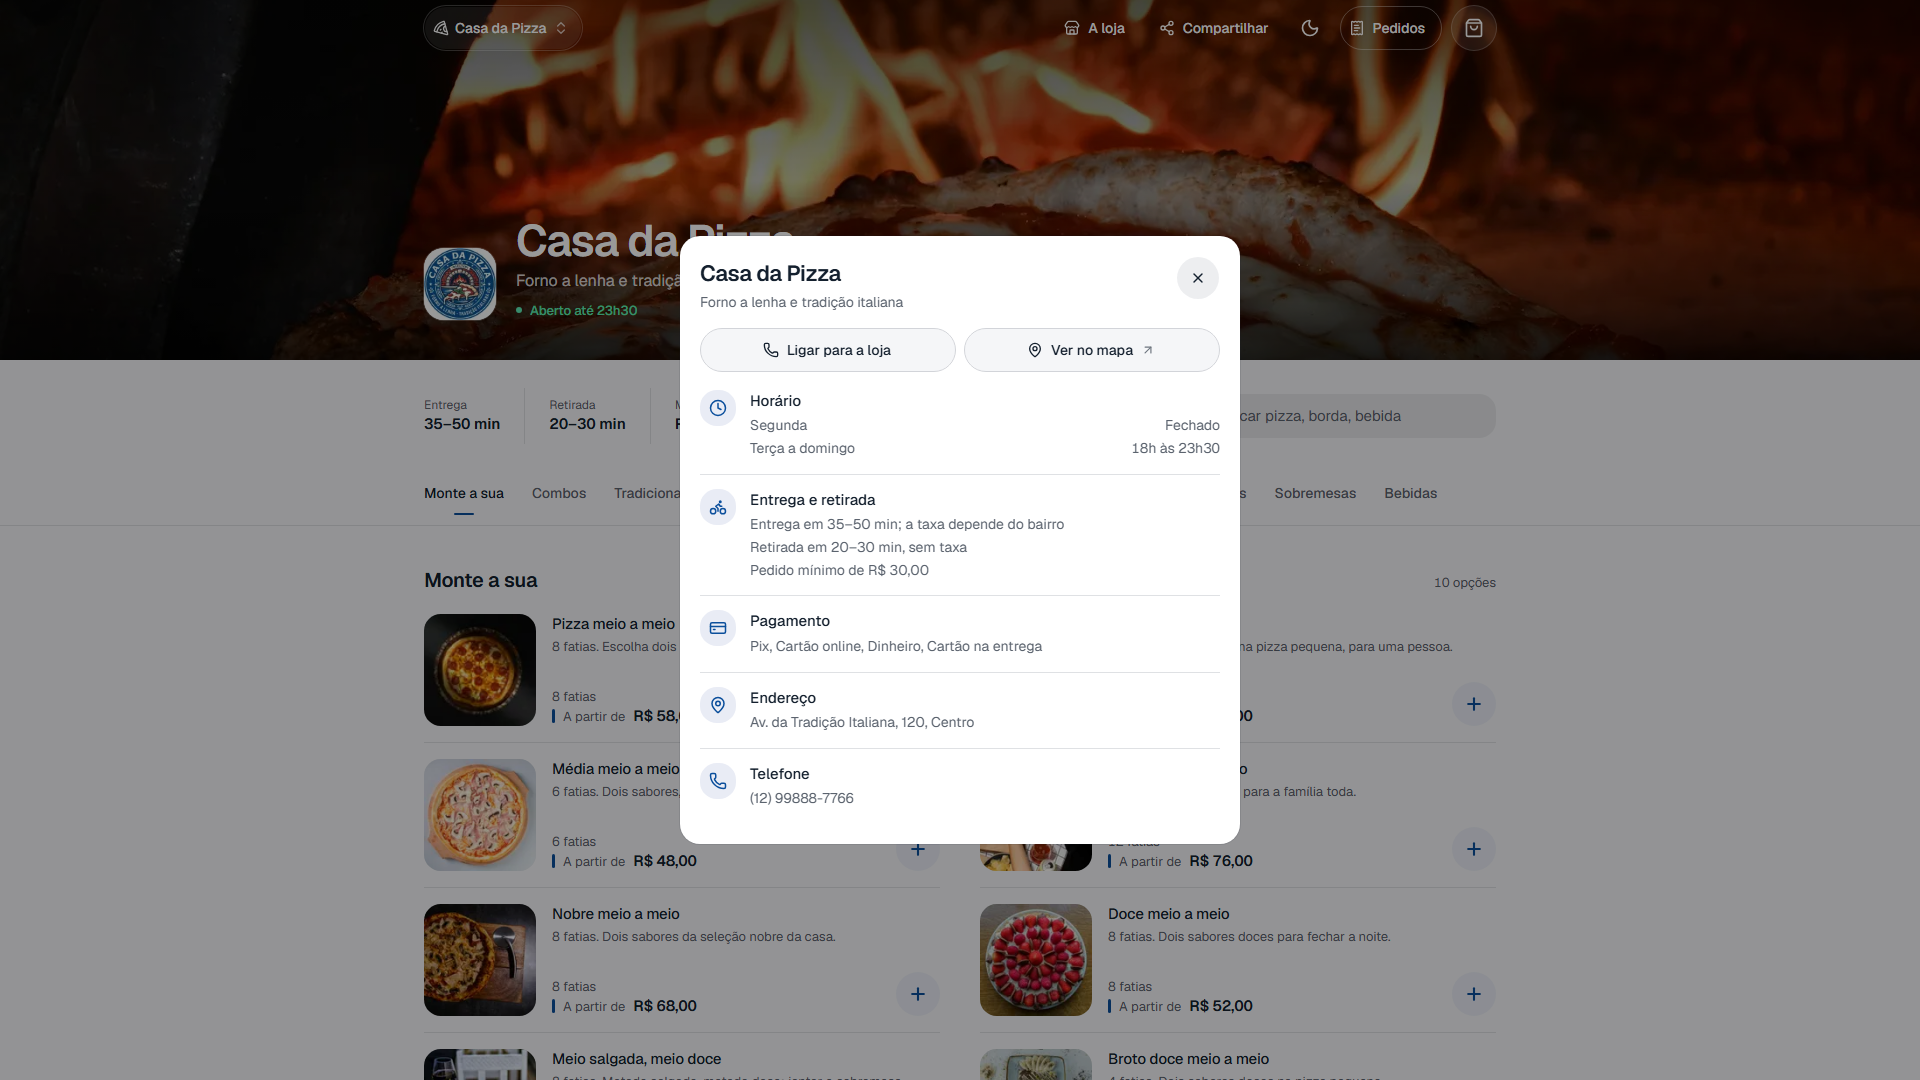 Casa da Pizza
A loja
Compartilhar
Pedidos
Casa da Pizza
Forno a lenha e tradição
Aberto até 23h30
CASA DA PIZZA
Casa da Pizza
Forno a lenha e tradição italiana
Ligar para a loja
Ver no mapa
Horário
Segunda Fechado
Terça a domingo 18h às 23h30
Entrega e retirada
Entrega em 35–50 min; a taxa depende do bairro
Retirada em 20–30 min, sem taxa
Pedido mínimo de R$ 30,00
Pagamento
Pix, Cartão online, Dinheiro, Cartão na entrega
Endereço
Av. da Tradição Italiana, 120, Centro
Telefone
(12) 99888-7766
Entrega
35–50 min
Retirada
20–30 min
car pizza, borda, bebida
Monte a sua
Combos
Tradiciona
s
Sobremesas
Bebidas
Monte a sua
10 opções
Pizza meio a meio
8 fatias. Escolha dois
8 fatias
A partir de R$ 58,
na pizza pequena, para uma pessoa.
00
Média meio a meio
6 fatias. Dois sabores.
6 fatias
A partir de R$ 48,00
o
para a família toda.
A partir de R$ 76,00
Nobre meio a meio
8 fatias. Dois sabores da seleção nobre da casa.
8 fatias
A partir de R$ 68,00
Doce meio a meio
8 fatias. Dois sabores doces para fechar a noite.
8 fatias
A partir de R$ 52,00
Meio salgada, meio doce
Broto doce meio a meio